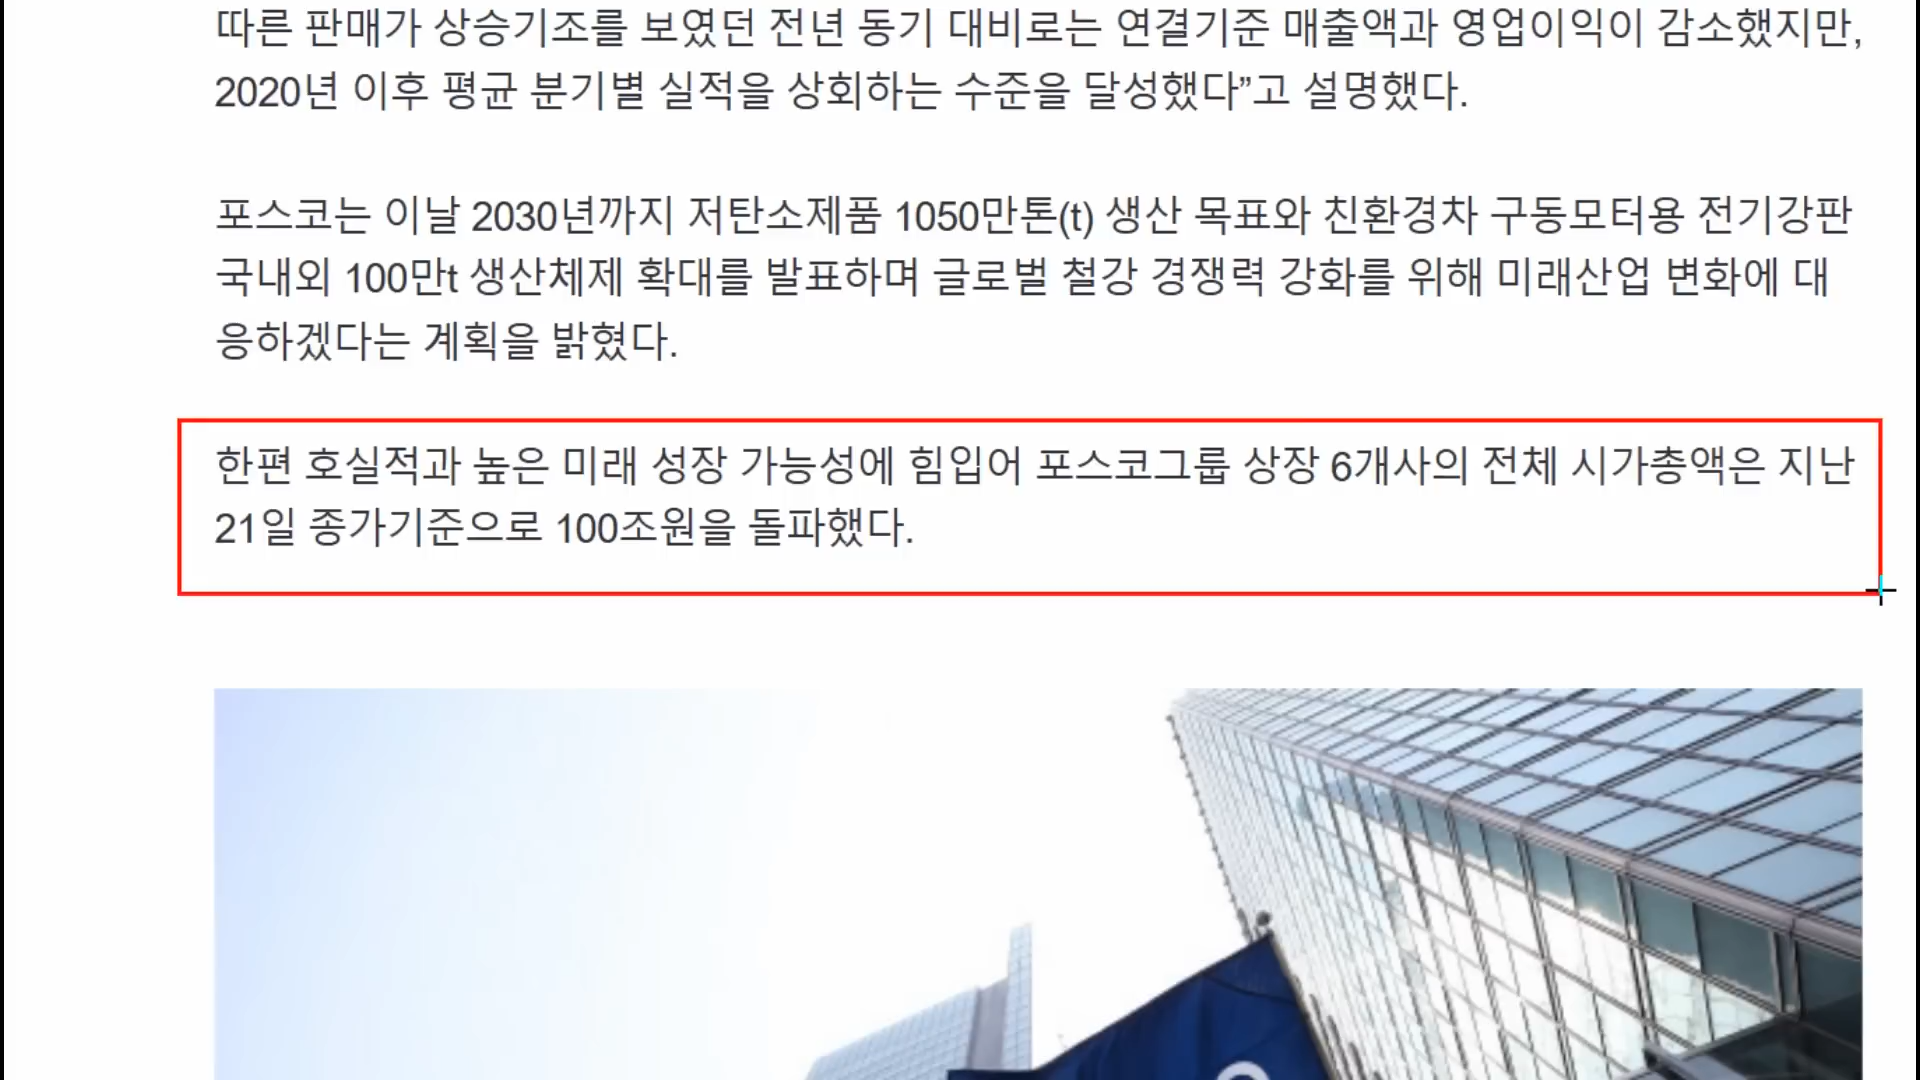 따른 판매가 상승기조를 보였던 전년 동기 대비로는 연결기준 매출액과 영업이익이 감소했지만,
2020년 이후 평균 분기별 실적을 상회하는 수준을 달성했다”고 설명했다.
포스코는 이날 2030년까지 저탄소제품 1050만톤(t) 생산 목표와 친환경차 구동모터용 전기강판
국내외 100만t 생산체제 확대를 발표하며 글로벌 철강 경쟁력 강화를 위해 미래산업 변화에 대
응하겠다는 계획을 밝혔다.
한편 호실적과 높은 미래 성장 가능성에 힘입어 포스코그룹 상장 6개사의 전체 시가총액은 지난
21일 종가기준으로 100조원을 돌파했다.